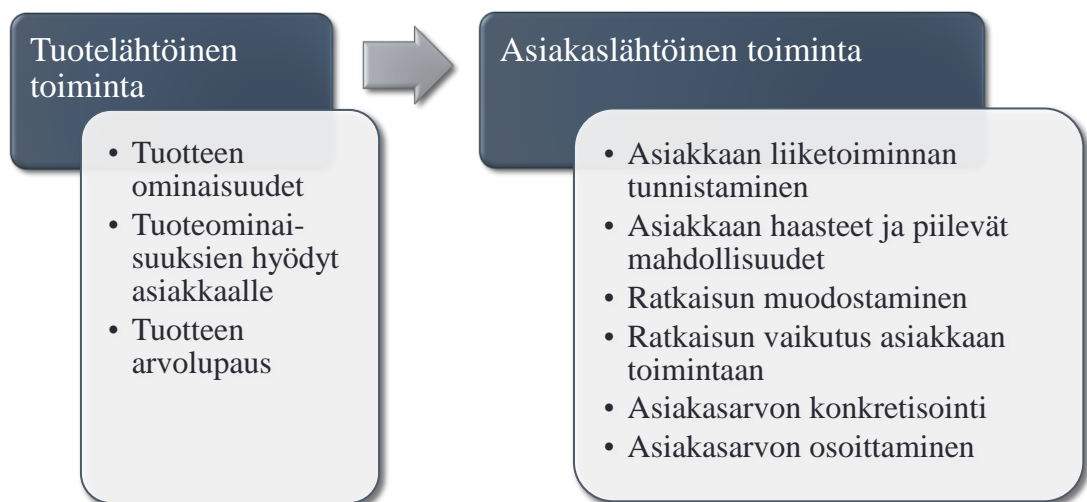 Tuotelähtöinen
toiminta
• Tuotteen
ominaisuudet
• Tuoteominai-
suuksien hyödyt
asiakkaalle
• Tuotteen
arvolupaus
Asiakaslähtöinen toiminta
• Asiakkaan liiketoiminnan
tunnistaminen
• Asiakkaan haasteet ja piilevät
mahdollisuudet
• Ratkaisun muodostaminen
• Ratkaisun vaikutus asiakkaan
toimintaan
• Asiakasarvon konkretisointi
• Asiakasarvon osoittaminen